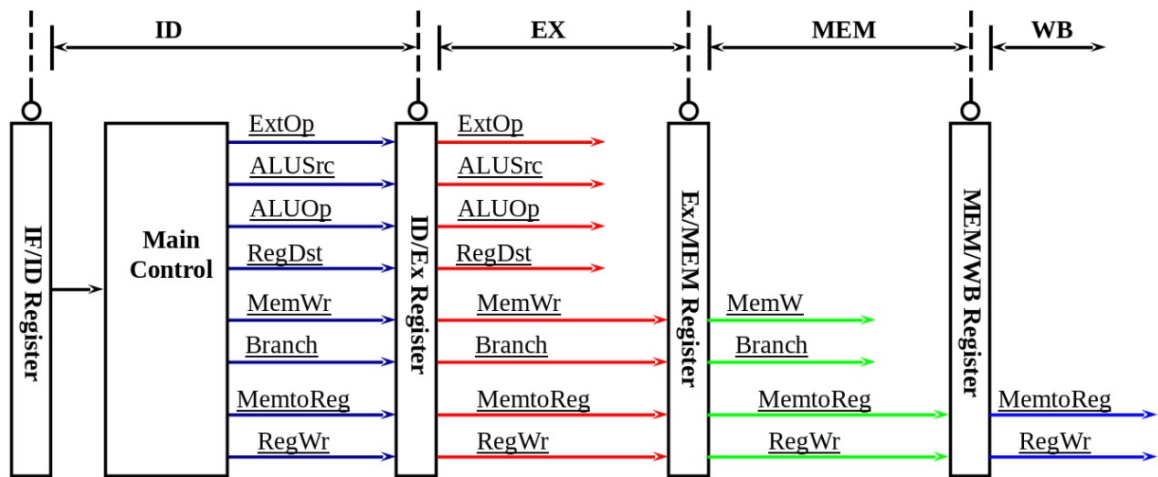 ID
EX
MEM
WB
IF/ID Register
Main
Control
ExtOp
ALUSrc
ALUOp
RegDst
MemWr
Branch
MemtoReg
RegWr
ID/Ex Register
ExtOp
ALUSrc
ALUOp
RegDst
MemWr
Branch
MemtoReg
RegWr
Ex/MEM Register
MemW
Branch
MemtoReg
RegWr
MEM/WB Register
MemtoReg
RegWr